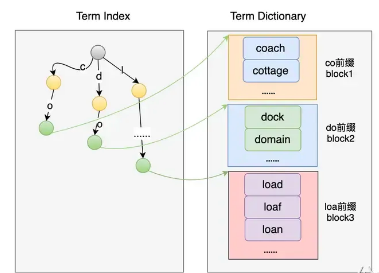 Term Index
Term Dictionary
c
d
l
o
o
......
coach
cottage
......
co前缀
block1
dock
domain
......
do前缀
block2
load
loaf
loan
......
loa前缀
block3